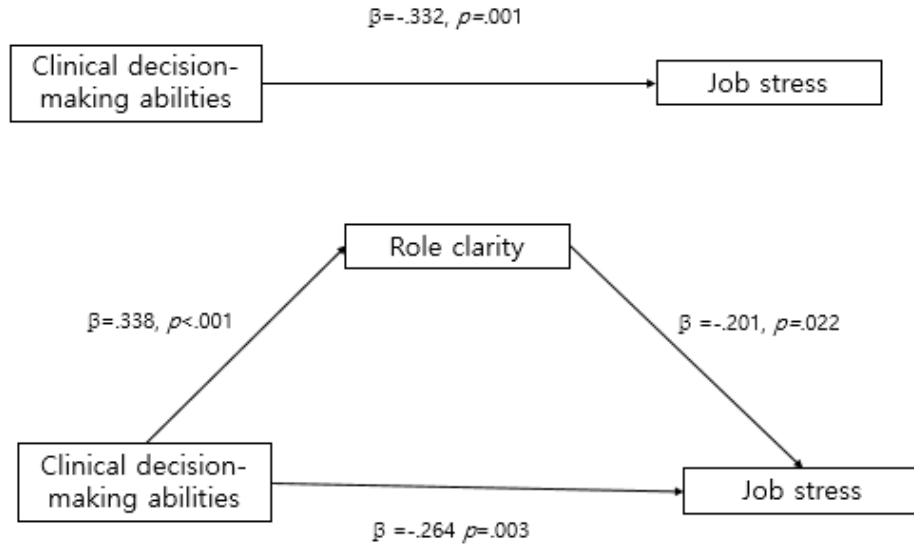 β=-.332, p=.001
Clinical decision-
making abilities
Job stress
Role clarity
β=.338, p<.001
β =-.201, p=.022
Clinical decision-
making abilities
Job stress
β =-.264 p=.003